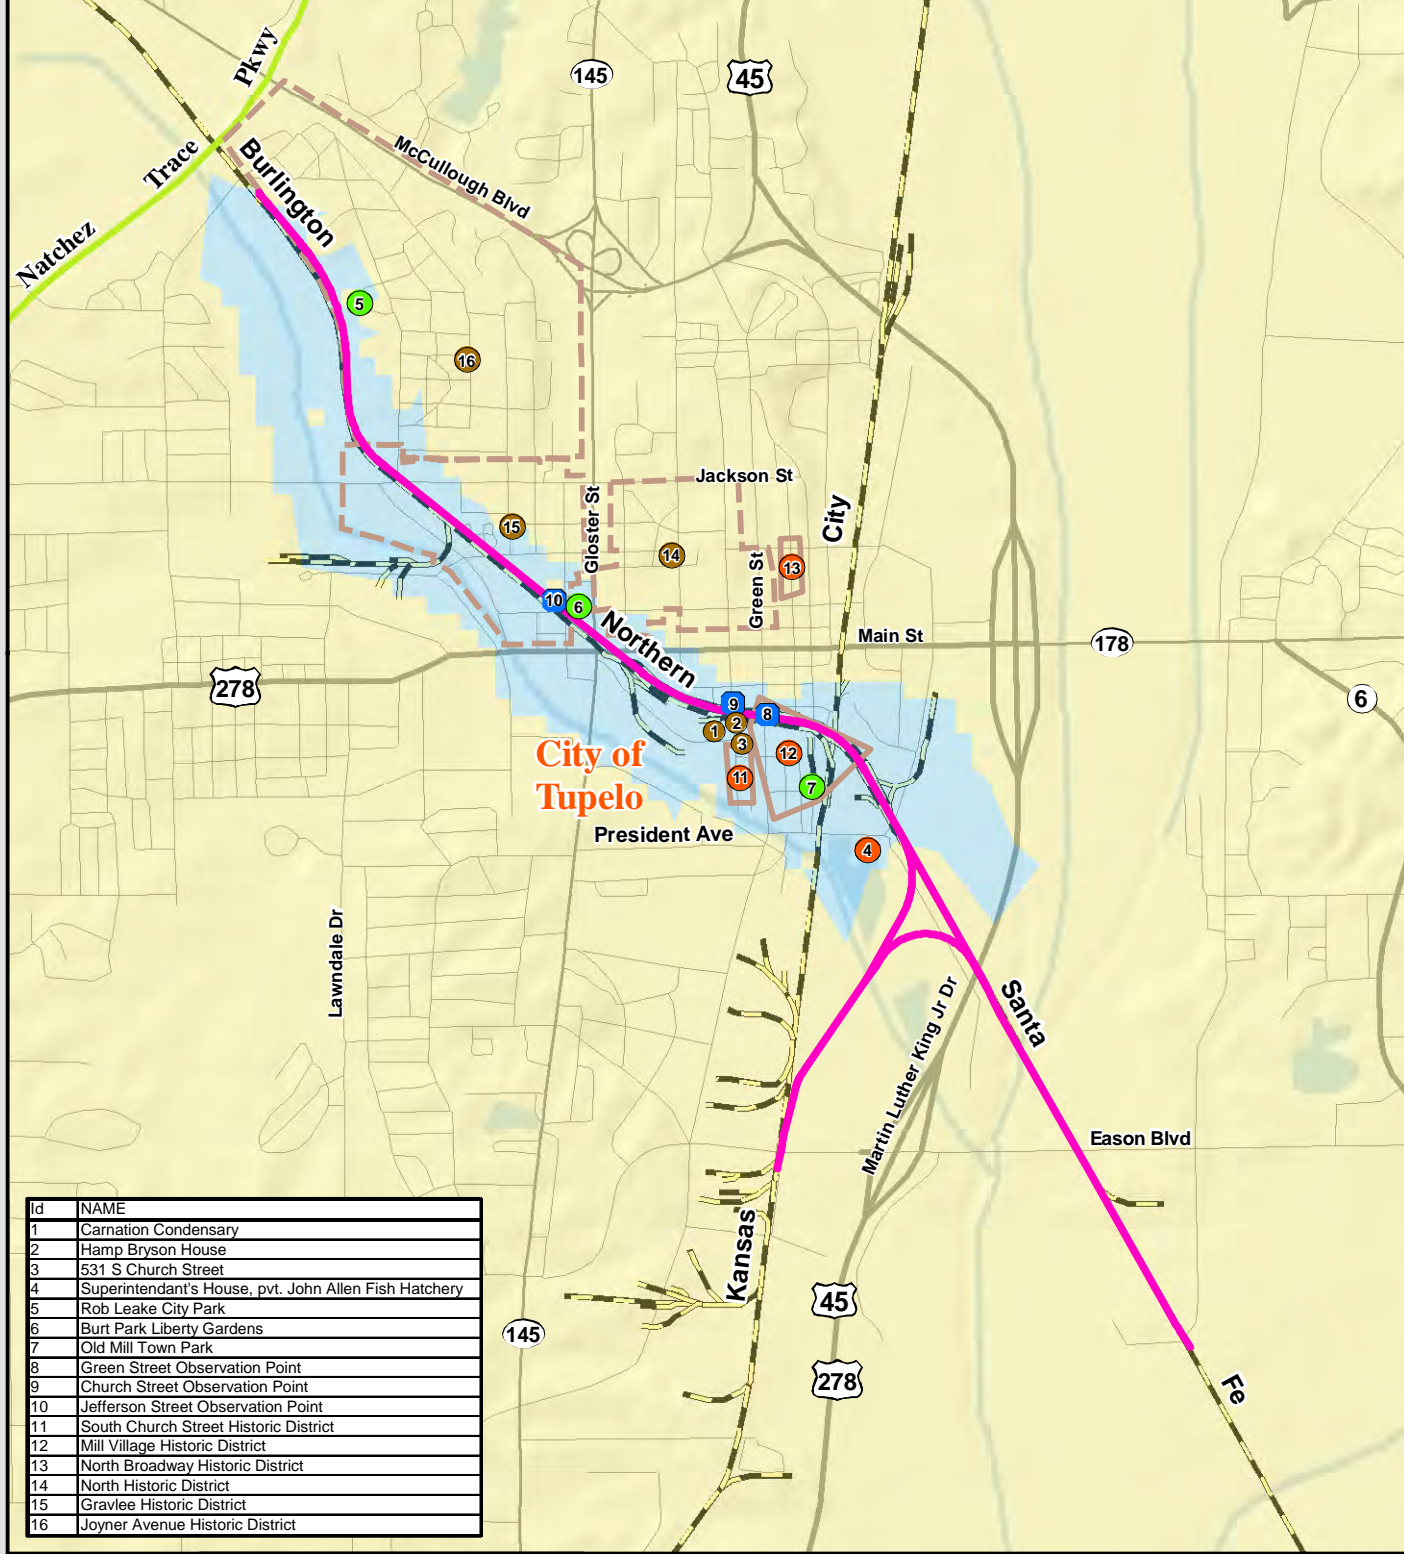 Pkwy
145
45
Trace
Burlington
McCullough Blvd
Natchez
5
16
Jackson St
City
Gloster St
15
14
13
Green St
10
6
Northern
Main St
178
278
6
9
8
2
1
3
12
11
7
City of
Tupelo
President Ave
4
Lawndale Dr
Santa
Martin Luther King Jr Dr
Eason Blvd
Kansas
45
145
278
Fe
Id NAME
1 Carnation Condensary
2 Hamp Bryson House
3 531 S Church Street
4 Superintendant's House, pvt. John Allen Fish Hatchery
5 Rob Leake City Park
6 Burt Park Liberty Gardens
7 Old Mill Town Park
8 Green Street Observation Point
9 Church Street Observation Point
10 Jefferson Street Observation Point
11 South Church Street Historic District
12 Mill Village Historic District
13 North Broadway Historic District
14 North Historic District
15 Gravlee Historic District
16 Joyner Avenue Historic District